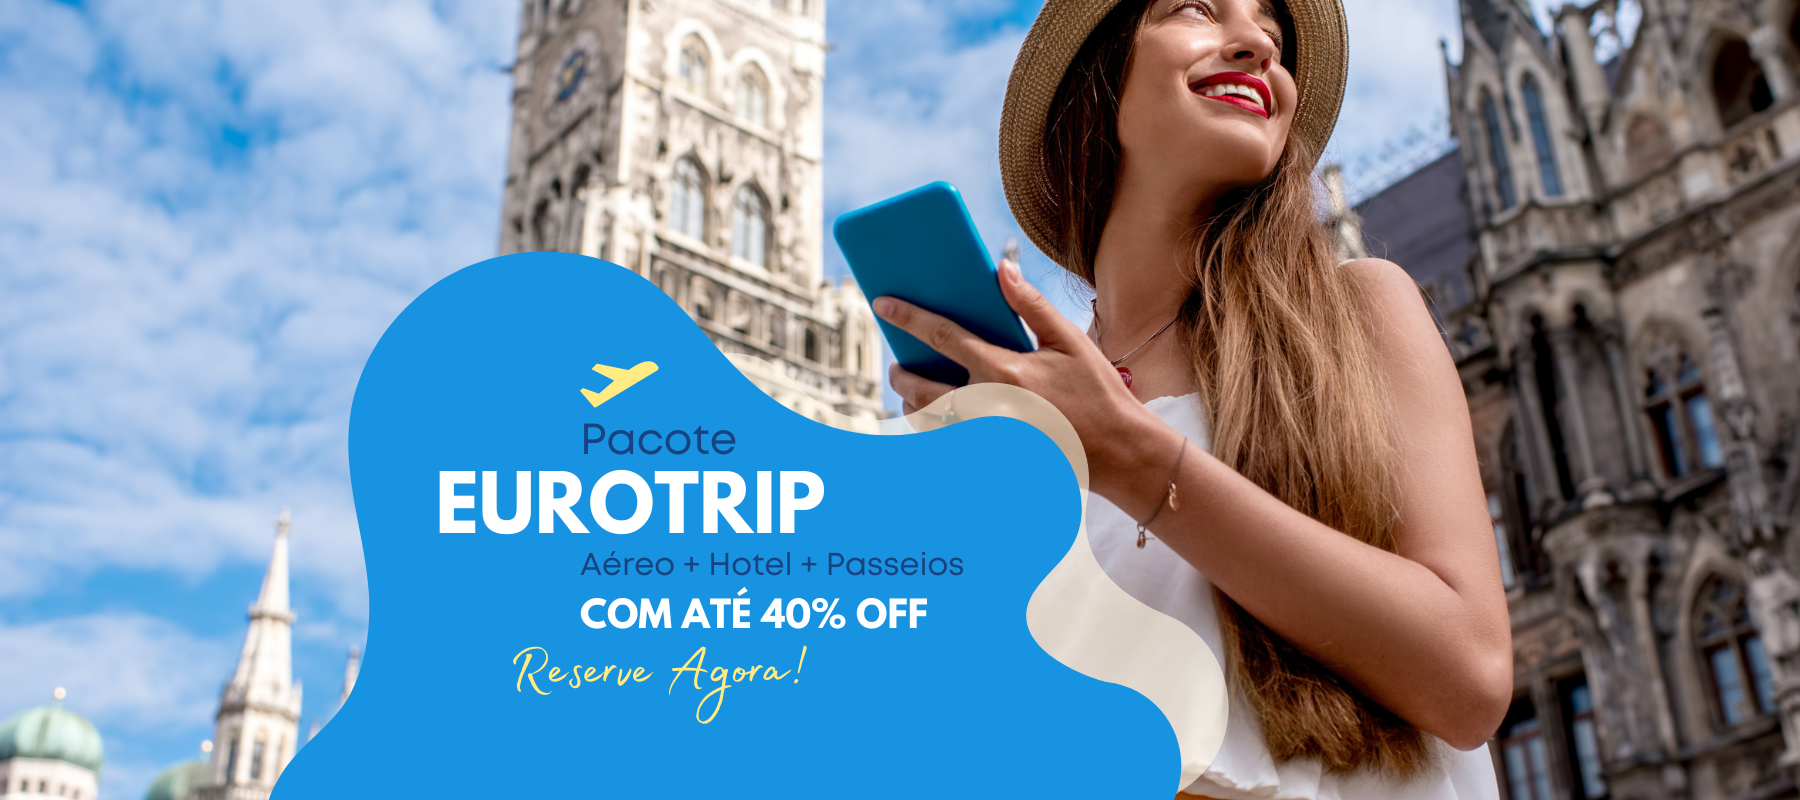 Pacote
EUROTRIP
Aéreo + Hotel + Passeios
COM ATÉ 40% OFF
Reserve Agora!